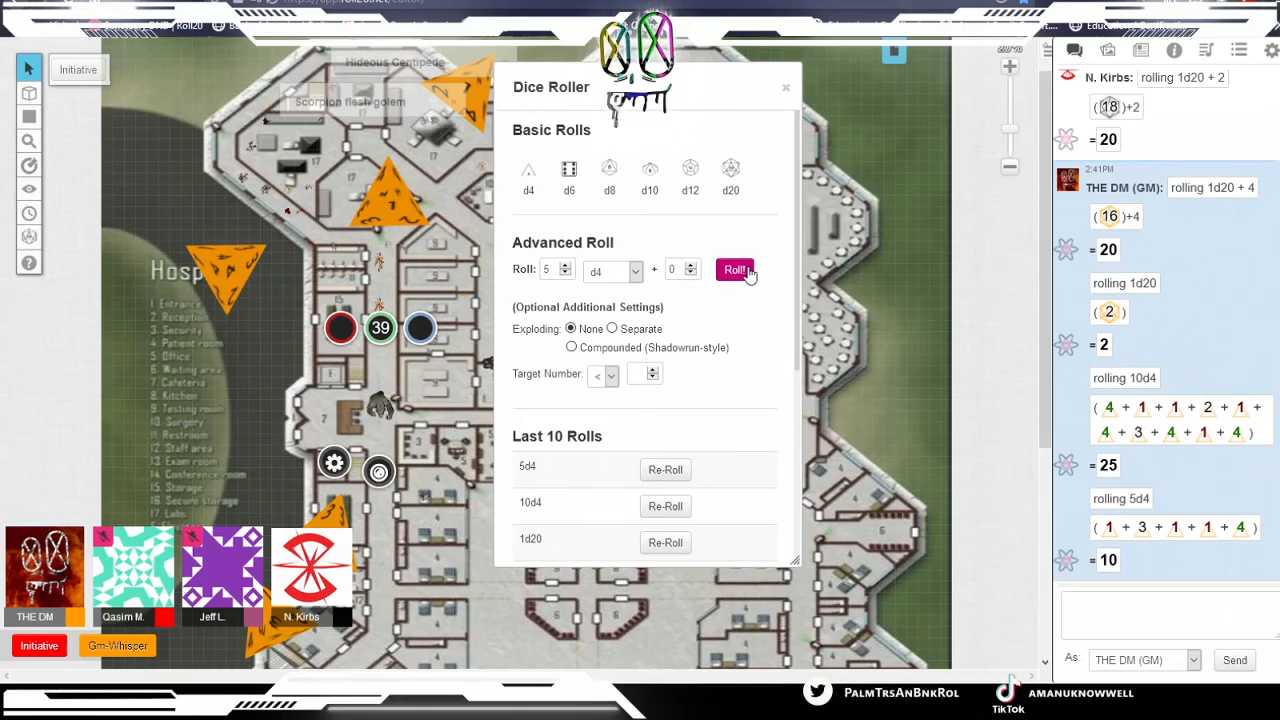 Initiative
Hideous Centipede
Scorpion flesh golem
Hosp
1. Entrance
2. Reception
3. Security
4. Patient room
5. Office
6. Waiting area
7. Cafeteria
8. Kitchen
9. Testing room
10. Surgery
11. Restroom
12. Staff area
13. Exam room
14. Conference room
15. Storage
16. Secure storage
17. Labs
39
Dice Roller
×
Basic Rolls
d4 d6 d8 d10 d12 d20
Advanced Roll
Roll: 5 d4 + 0 Roll!
(Optional Additional Settings)
Exploding: None Separate
Compounded (Shadowrun-style)
Target Number: <
Last 10 Rolls
5d4 Re-Roll
10d4 Re-Roll
1d20 Re-Roll
N. Kirbs: rolling 1d20 + 2
(18)+2
= 20
2:41PM
THE DM (GM): rolling 1d20 + 4
(16)+4
= 20
rolling 1d20
(2)
= 2
rolling 10d4
(4 + 1 + 1 + 2 + 1 +
4 + 3 + 4 + 1 + 4)
= 25
rolling 5d4
(1 + 3 + 1 + 1 + 4)
= 10
As: THE DM (GM) Send
THE DM Qasim M. Jeff L. N. Kirbs
Initiative Gm-Whisper
PalmTrsAnBnkRol
TikTok amanuknowwell